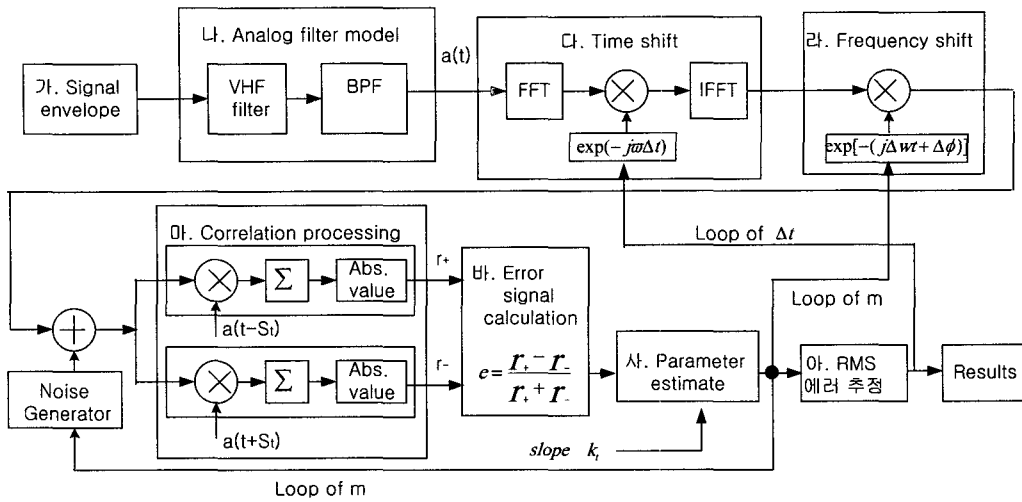 가. Signal envelope
나. Analog filter model
VHF filter
BPF
a(t)
다. Time shift
FFT
IFFT
exp(-jϖΔt)
라. Frequency shift
exp[-(jΔwt+Δϕ)]
마. Correlation processing
Σ
Abs. value
r+
a(t-St)
Σ
Abs. value
r-
a(t+St)
Noise Generator
바. Error signal calculation
e = (r+ - r-) / (r+ + r-)
사. Parameter estimate
slope kt
Loop of Δt
Loop of m
아. RMS 에러 추정
Results
Loop of m